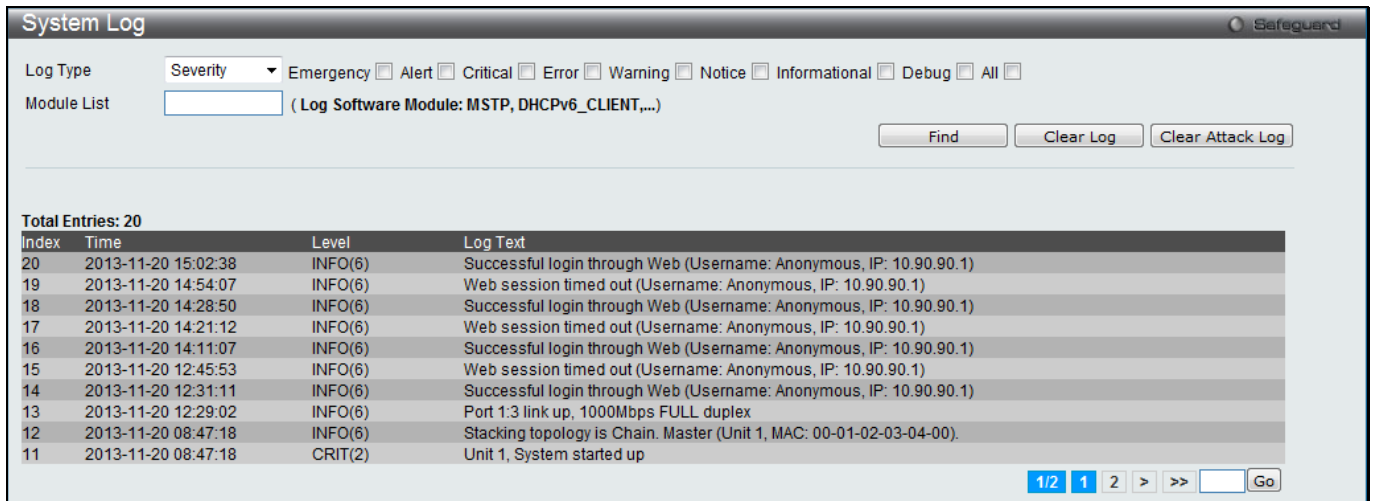 System Log Safeguard
Log Type Severity Emergency Alert Critical Error Warning Notice Informational Debug All
Module List ( Log Software Module: MSTP, DHCPv6_CLIENT,...)
Find Clear Log Clear Attack Log
Total Entries: 20
Index Time Level Log Text
20 2013-11-20 15:02:38 INFO(6) Successful login through Web (Username: Anonymous, IP: 10.90.90.1)
19 2013-11-20 14:54:07 INFO(6) Web session timed out (Username: Anonymous, IP: 10.90.90.1)
18 2013-11-20 14:28:50 INFO(6) Successful login through Web (Username: Anonymous, IP: 10.90.90.1)
17 2013-11-20 14:21:12 INFO(6) Web session timed out (Username: Anonymous, IP: 10.90.90.1)
16 2013-11-20 14:11:07 INFO(6) Successful login through Web (Username: Anonymous, IP: 10.90.90.1)
15 2013-11-20 12:45:53 INFO(6) Web session timed out (Username: Anonymous, IP: 10.90.90.1)
14 2013-11-20 12:31:11 INFO(6) Successful login through Web (Username: Anonymous, IP: 10.90.90.1)
13 2013-11-20 12:29:02 INFO(6) Port 1:3 link up, 1000Mbps FULL duplex
12 2013-11-20 08:47:18 INFO(6) Stacking topology is Chain. Master (Unit 1, MAC: 00-01-02-03-04-00).
11 2013-11-20 08:47:18 CRIT(2) Unit 1, System started up
1/2 1 2 > >> Go